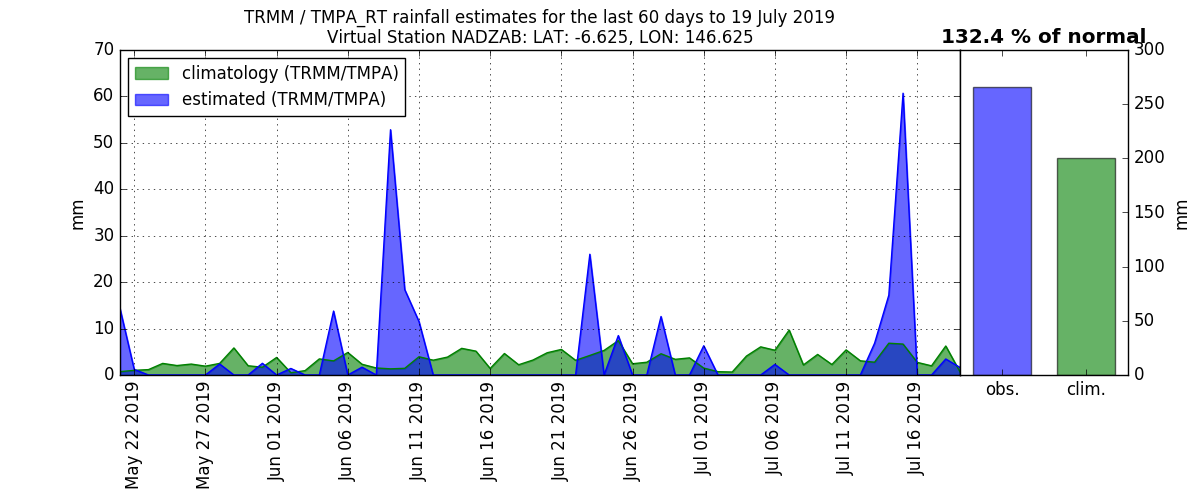 TRMM / TMPA_RT rainfall estimates for the last 60 days to 19 July 2019
Virtual Station NADZAB: LAT: -6.625, LON: 146.625
132.4 % of normal
climatology (TRMM/TMPA)
estimated (TRMM/TMPA)
70
60
50
40
30
20
10
0
mm
May 22 2019
May 27 2019
Jun 01 2019
Jun 06 2019
Jun 11 2019
Jun 16 2019
Jun 21 2019
Jun 26 2019
Jul 01 2019
Jul 06 2019
Jul 11 2019
Jul 16 2019
obs.
clim.
300
250
200
150
100
50
0
mm